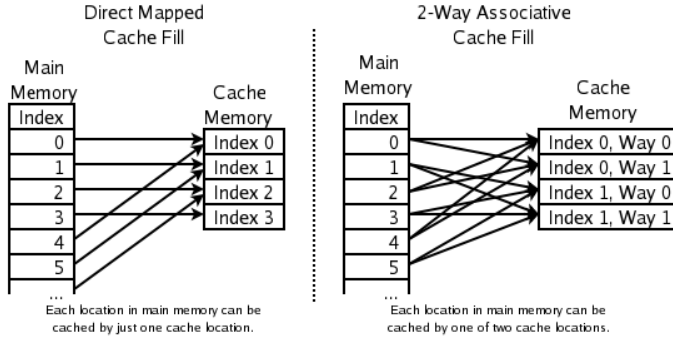 Direct Mapped
Cache Fill
Main
Memory
Cache
Memory
Index
0
1
2
3
4
5
...
Index 0
Index 1
Index 2
Index 3
Each location in main memory can be
cached by just one cache location.
2-Way Associative
Cache Fill
Main
Memory
Cache
Memory
Index
0
1
2
3
4
5
...
Index 0, Way 0
Index 0, Way 1
Index 1, Way 0
Index 1, Way 1
Each location in main memory can be
cached by one of two cache locations.